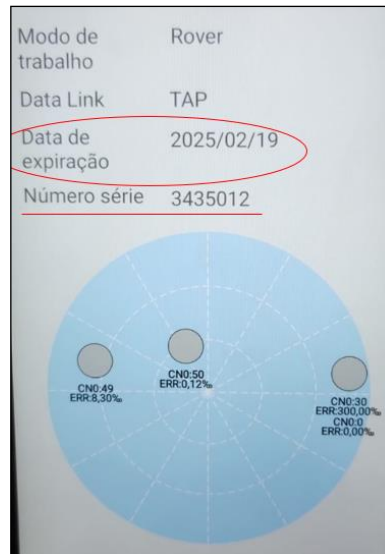 Modo de Rover
trabalho
Data Link TAP
Data de 2025/02/19
expiração
Número série 3435012
CN0:50
ERR:0,12‰
CN0:49
ERR:8,30‰
CN0:30
ERR:300,00‰
CN0:0
ERR:0,00‰